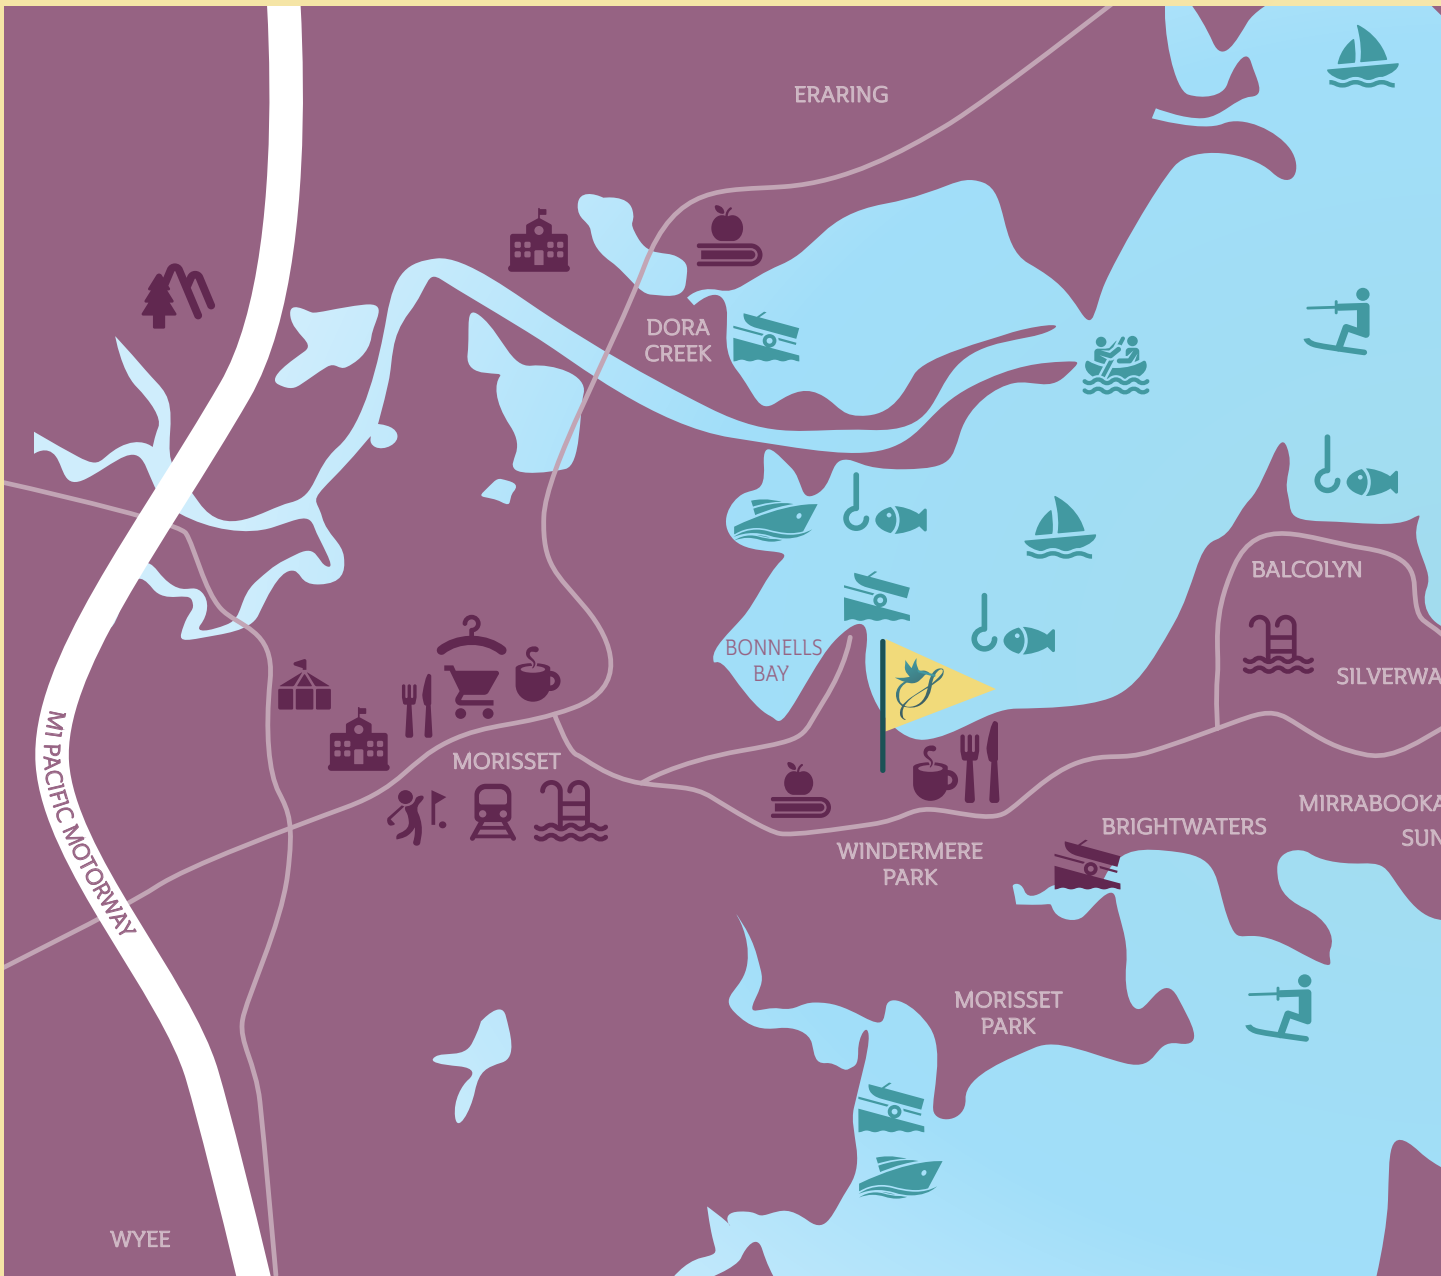 ERARING
DORA
CREEK
BALCOLYN
BONNELLS
BAY
SILVERWA
S
M1 PACIFIC MOTORWAY
MORISSET
MIRRABOOKA
BRIGHTWATERS
SUN
WINDERMERE
PARK
MORISSET
PARK
WYEE